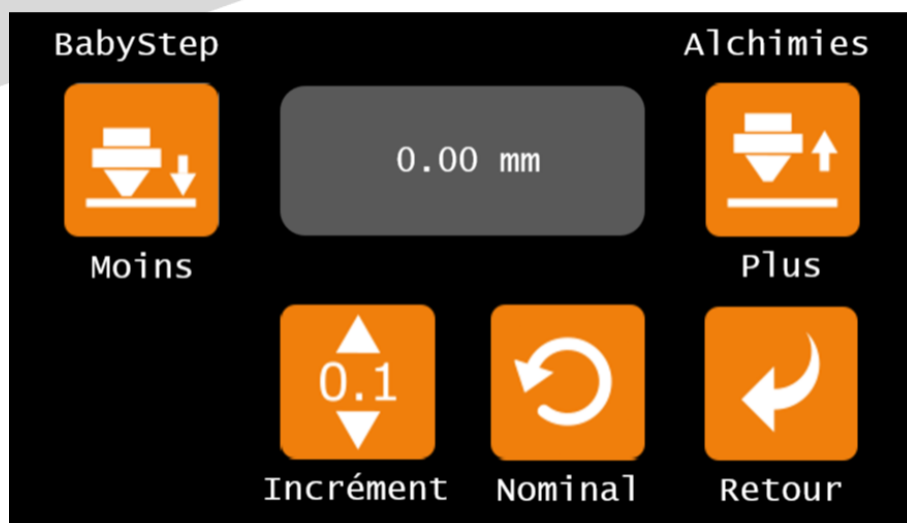 BabyStep
Alchimies
0.00 mm
Moins
Plus
0.1
Incrément
Nominal
Retour